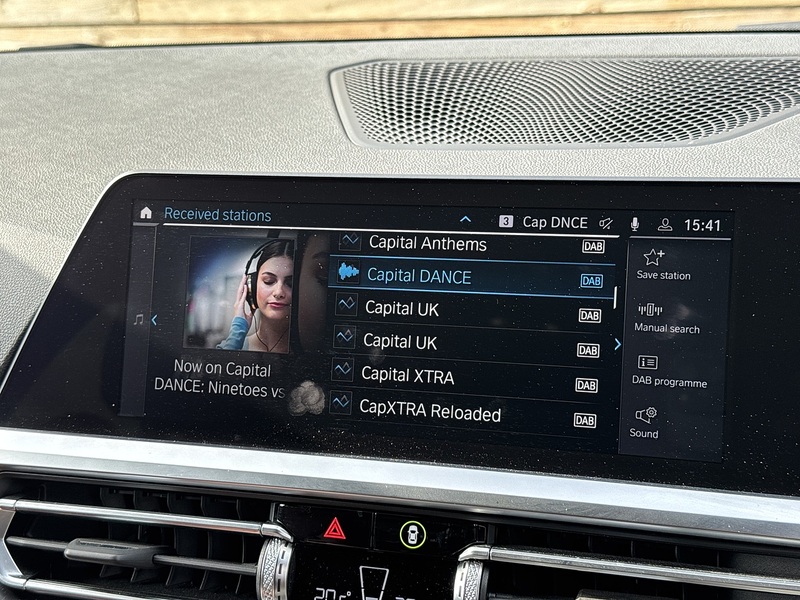 Received stations
3 Cap DNCE
15:41
Capital Anthems DAB
Capital DANCE DAB
Capital UK DAB
Capital UK DAB
Capital XTRA DAB
CapXTRA Reloaded DAB
Now on Capital
DANCE: Ninetoes vs
Save station
Manual search
DAB programme
Sound